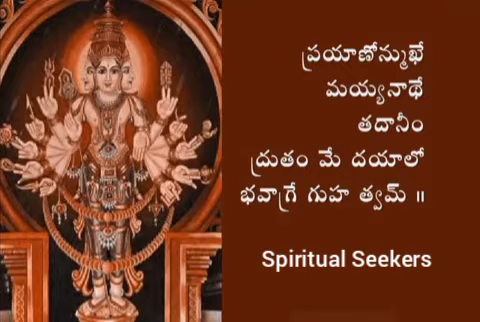 ప్రయాణోన్ముఖే
మయ్యనాథే
తదానీం
ద్రుతం మే దయాలో
భవాగ్రే గుహ త్వమ్ ॥
Spiritual Seekers